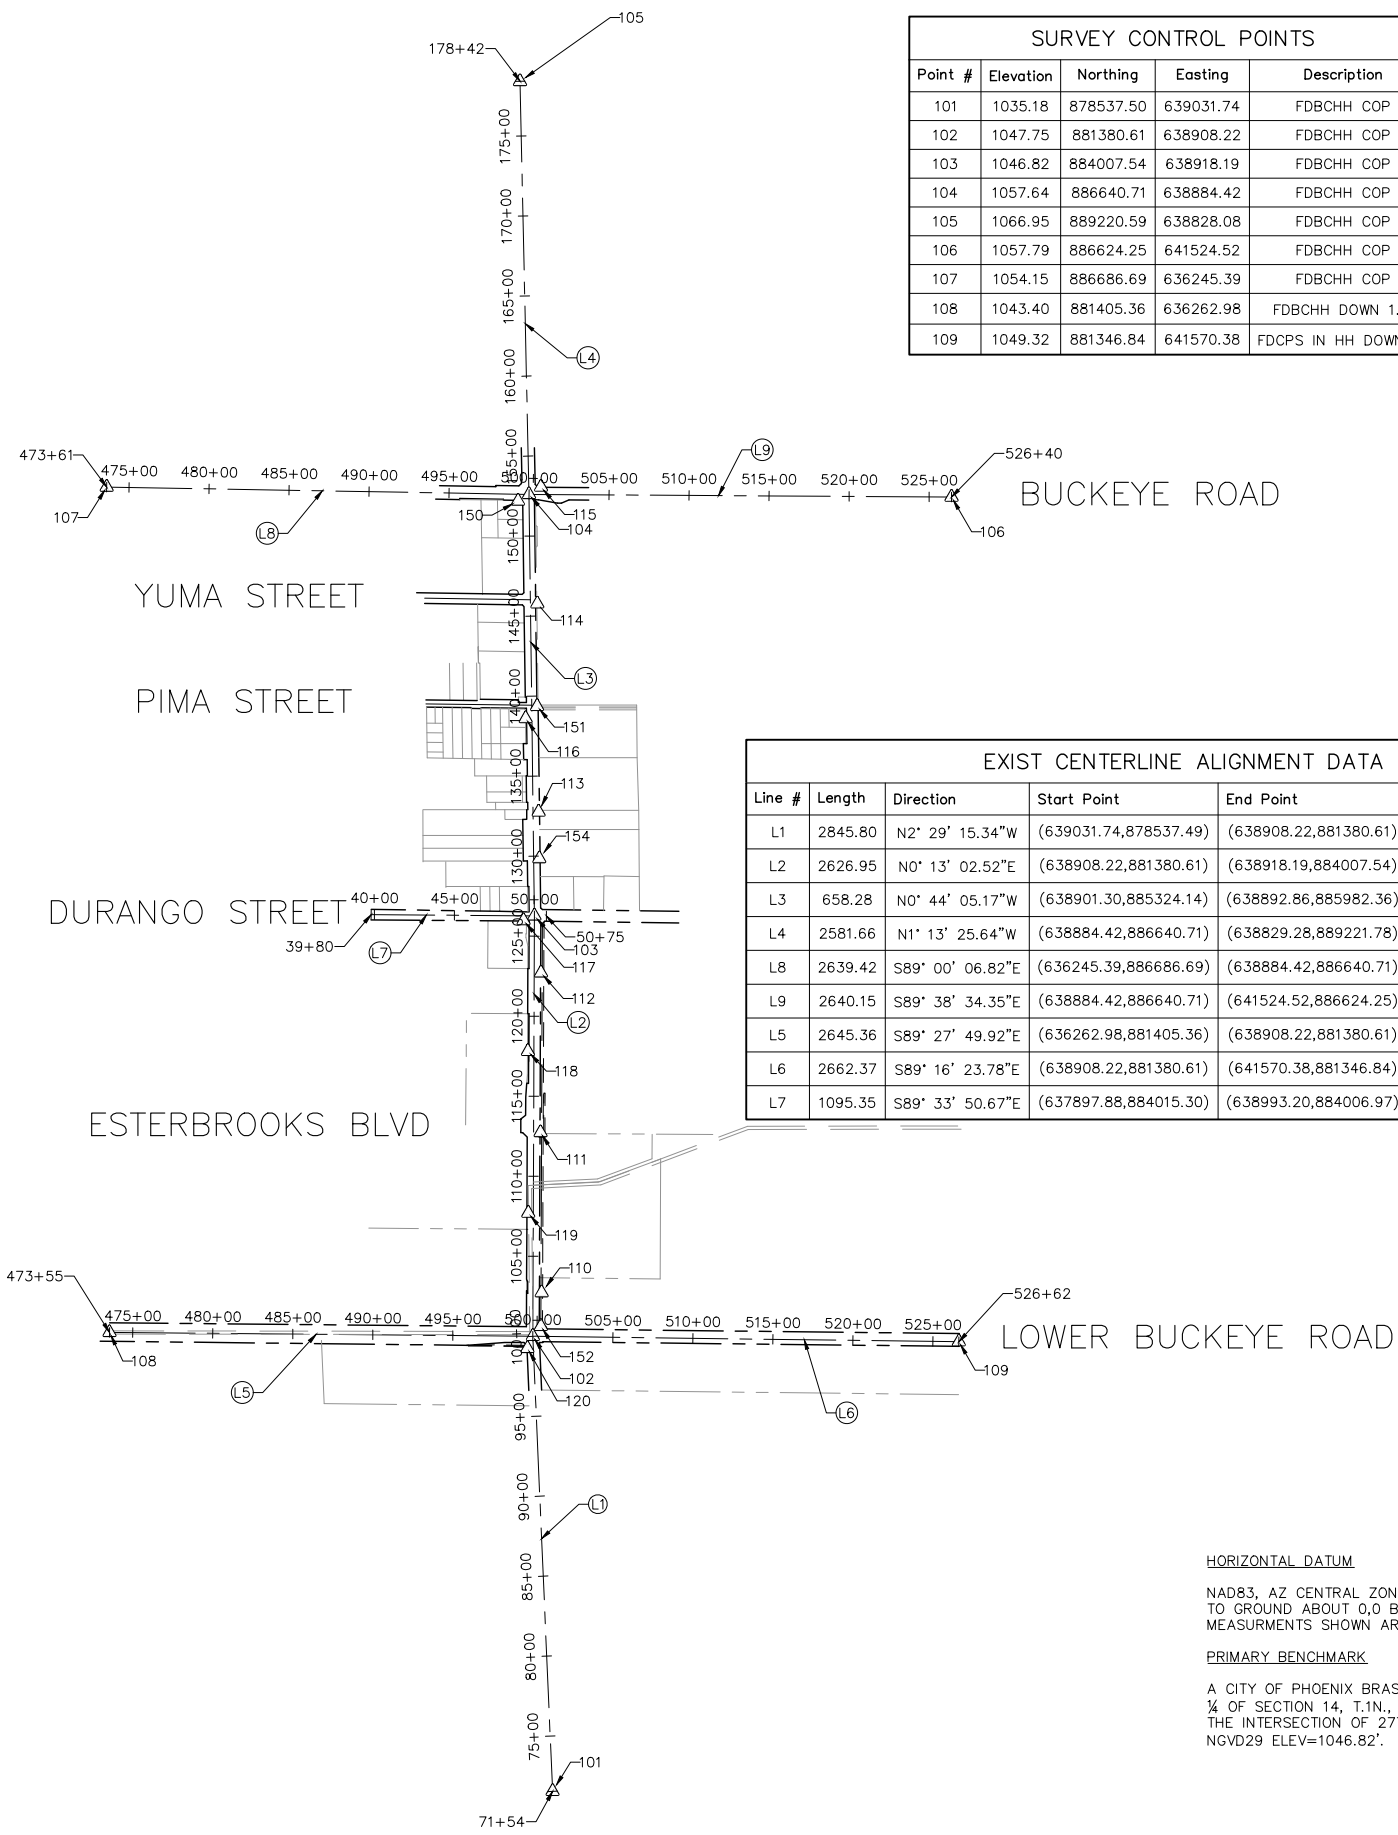 105
178+42
SURVEY CONTROL POINTS
Point # Elevation Northing Easting Description
101 1035.18 878537.50 639031.74 FDBCHH COP
102 1047.75 881380.61 638908.22 FDBCHH COP
103 1046.82 884007.54 638918.19 FDBCHH COP
104 1057.64 886640.71 638884.42 FDBCHH COP
105 1066.95 889220.59 638828.08 FDBCHH COP
106 1057.79 886624.25 641524.52 FDBCHH COP
107 1054.15 886686.69 636245.39 FDBCHH COP
108 1043.40 881405.36 636262.98 FDBCHH DOWN 1.
109 1049.32 881346.84 641570.38 FDCPS IN HH DOWN
175+00
170+00
165+00
L4
160+00
155+00
473+61
475+00 480+00 485+00 490+00 495+00 500+00 505+00 510+00 515+00 520+00 525+00
L9
526+40
BUCKEYE ROAD
107
L8
150
115
104
106
150+00
YUMA STREET
145+00
114
L3
PIMA STREET
140+00
151
116
135+00
113
154
130+00
EXIST CENTERLINE ALIGNMENT DATA
Line # Length Direction Start Point End Point
L1 2845.80 N2° 29' 15.34"W (639031.74,878537.49) (638908.22,881380.61)
L2 2626.95 N0° 13' 02.52"E (638908.22,881380.61) (638918.19,884007.54)
L3 658.28 N0° 44' 05.17"W (638901.30,885324.14) (638892.86,885982.36)
L4 2581.66 N1° 13' 25.64"W (638884.42,886640.71) (638829.28,889221.78)
L8 2639.42 S89° 00' 06.82"E (636245.39,886686.69) (638884.42,886640.71)
L9 2640.15 S89° 38' 34.35"E (638884.42,886640.71) (641524.52,886624.25)
L5 2645.36 S89° 27' 49.92"E (636262.98,881405.36) (638908.22,881380.61)
L6 2662.37 S89° 16' 23.78"E (638908.22,881380.61) (641570.38,881346.84)
L7 1095.35 S89° 33' 50.67"E (637897.88,884015.30) (638993.20,884006.97)
DURANGO STREET
40+00 45+00 50+00
39+80
L7
125+00
50+75
103
117
112
120+00
L2
118
115+00
ESTERBROOKS BLVD
111
110+00
119
105+00
110
473+55
475+00 480+00 485+00 490+00 495+00 500+00 505+00 510+00 515+00 520+00 525+00
526+62
LOWER BUCKEYE ROAD
100+00
108
L5
152
102
120
L6
109
95+00
90+00
L1
85+00
80+00
75+00
101
71+54
HORIZONTAL DATUM
NAD83, AZ CENTRAL ZON
TO GROUND ABOUT 0,0 B
MEASURMENTS SHOWN AR
PRIMARY BENCHMARK
A CITY OF PHOENIX BRAS
¼ OF SECTION 14, T.1N.,
THE INTERSECTION OF 27
NGVD29 ELEV=1046.82'.